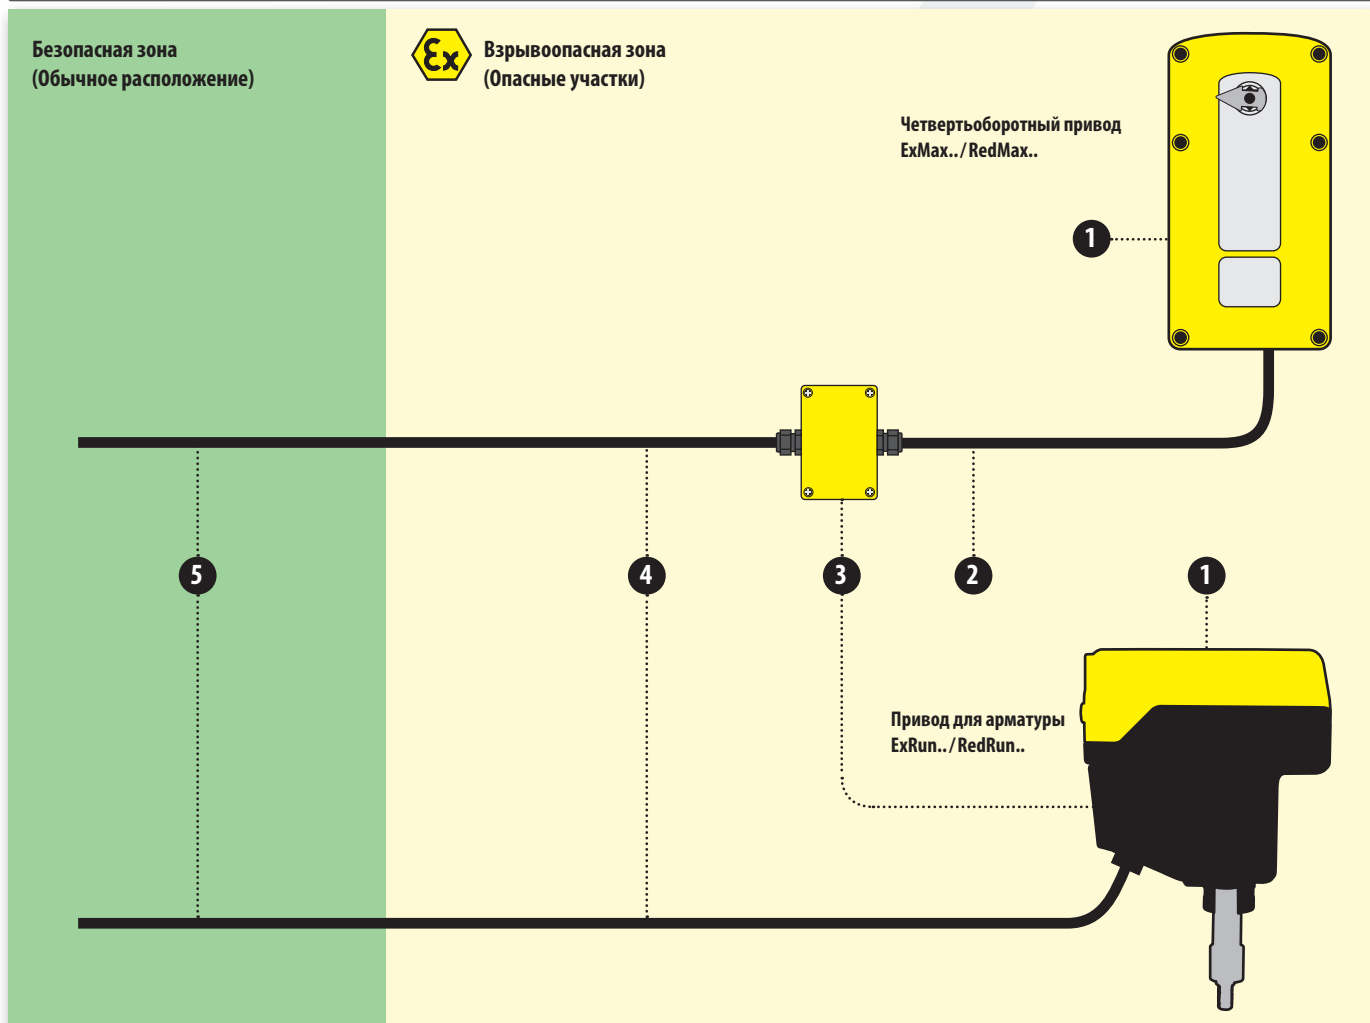 Безопасная зона
(Обычное расположение)
Ex
Взрывоопасная зона
(Опасные участки)
Четвертьоборотный привод
ExMax.. / RedMax..
1
5
4
3
2
1
Привод для арматуры
ExRun.. / RedRun..